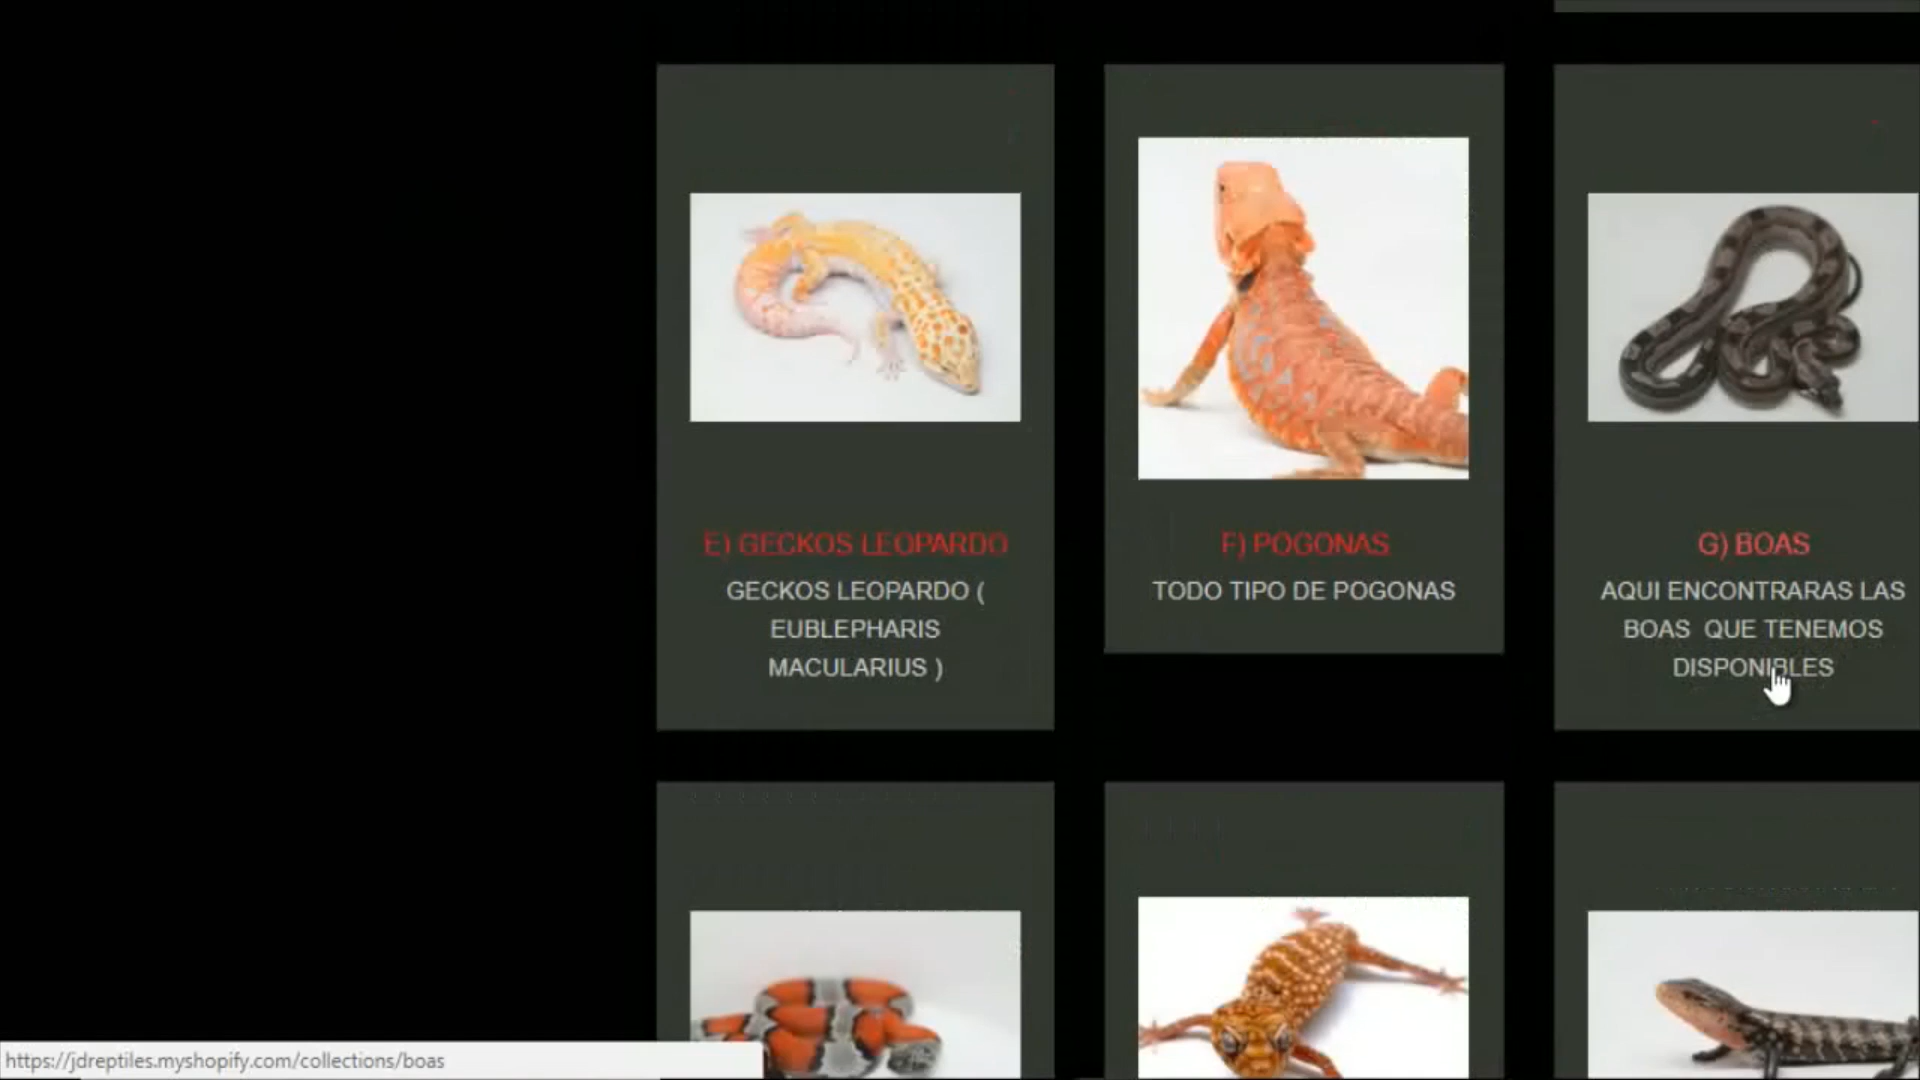 E) GECKOS LEOPARDO
GECKOS LEOPARDO (
EUBLEPHARIS
MACULARIUS )
F) POGONAS
TODO TIPO DE POGONAS
G) BOAS
AQUI ENCONTRARAS LAS
BOAS QUE TENEMOS
DISPONIBLES
https://jdreptiles.myshopify.com/collections/boas